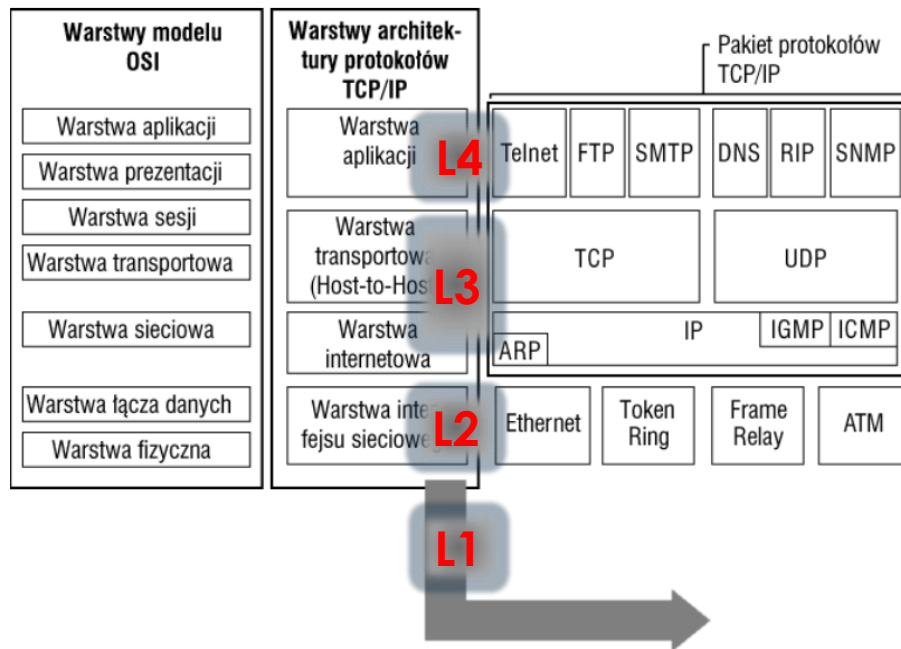 Warstwy modelu
OSI
Warstwa aplikacji
Warstwa prezentacji
Warstwa sesji
Warstwa transportowa
Warstwa sieciowa
Warstwa łącza danych
Warstwa fizyczna
Warstwy architek-
tury protokołów
TCP/IP
Warstwa
aplikacji
Warstwa
transportowa
(Host-to-Host
Warstwa
internetowa
Warstwa inter
fejsu siecioweg
L4
L3
L2
L1
Pakiet protokołów
TCP/IP
Telnet FTP SMTP DNS RIP SNMP
TCP UDP
IP IGMP ICMP
ARP
Ethernet
Token
Ring
Frame
Relay
ATM